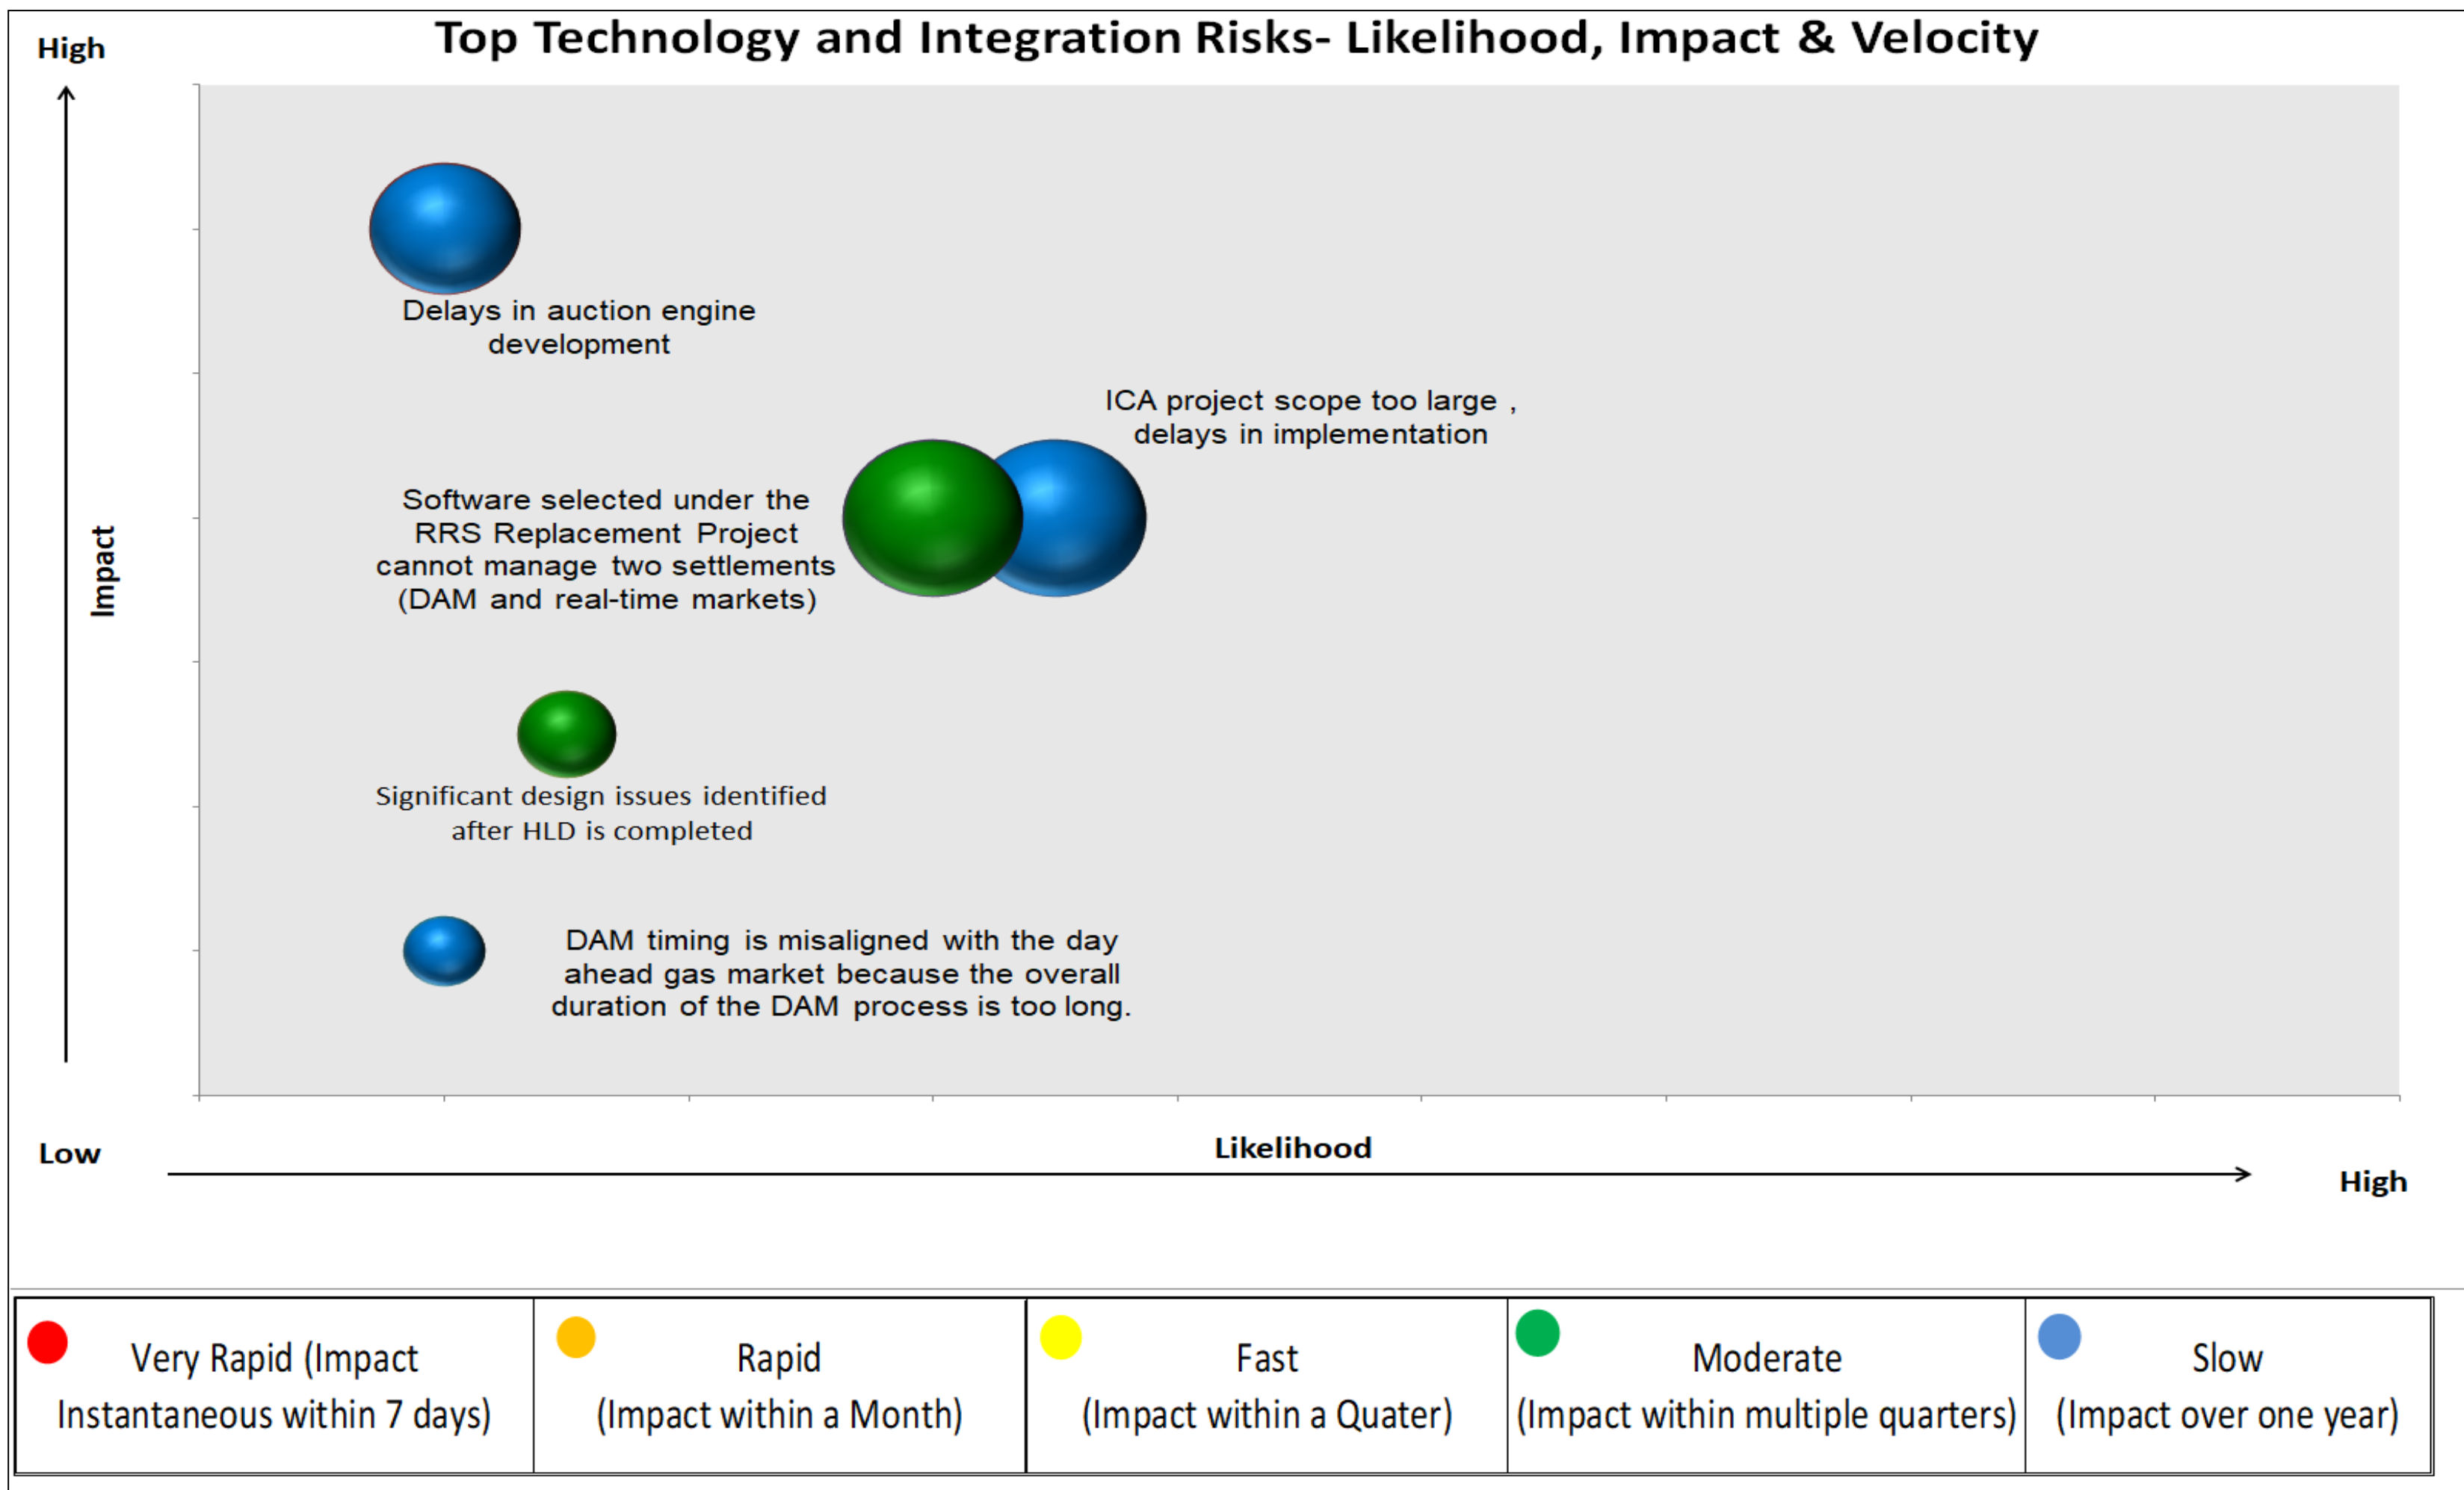 Top Technology and Integration Risks- Likelihood, Impact & Velocity
High
Delays in auction engine
development
ICA project scope too large ,
delays in implementation
Software selected under the
RRS Replacement Project
cannot manage two settlements
(DAM and real-time markets)
Impact
Significant design issues identified
after HLD is completed
DAM timing is misaligned with the day
ahead gas market because the overall
duration of the DAM process is too long.
Low
Likelihood
High
Very Rapid (Impact
Instantaneous within 7 days)
Rapid
(Impact within a Month)
Fast
(Impact within a Quater)
Moderate
(Impact within multiple quarters)
Slow
(Impact over one year)